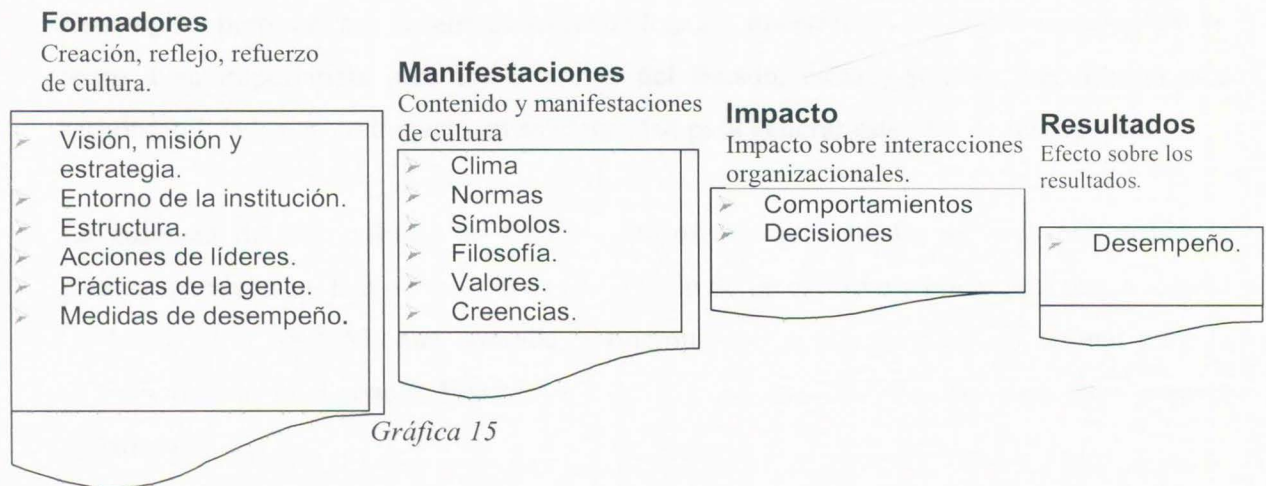 Formadores
Creación, reflejo, refuerzo
de cultura.
Visión, misión y
estrategia.
Entorno de la institución.
Estructura.
Acciones de líderes.
Prácticas de la gente.
Medidas de desempeño.
Manifestaciones
Contenido y manifestaciones
de cultura
Clima
Normas
Símbolos.
Filosofía.
Valores.
Creencias.
Impacto
Impacto sobre interacciones
organizacionales.
Comportamientos
Decisiones
Resultados
Efecto sobre los
resultados.
Desempeño.
Gráfica 15